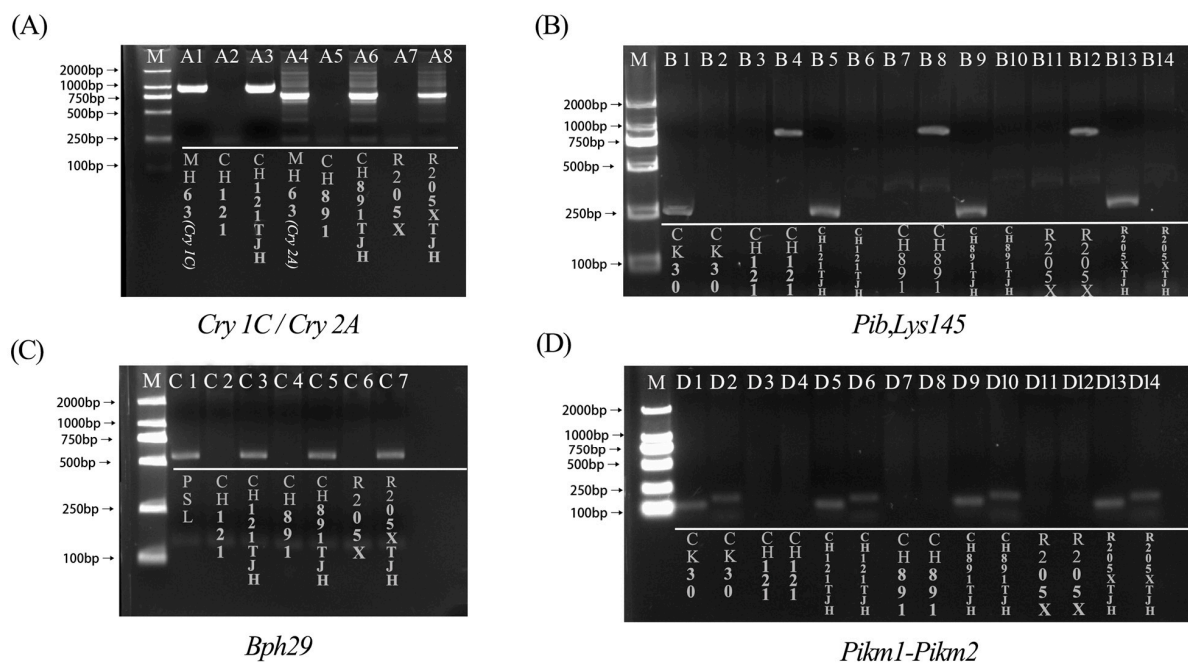 (A)
M A1 A2 A3 A4 A5 A6 A7 A8
2000bp
1000bp
750bp
500bp
250bp
100bp
MH63(Cry 1C)
CH121
CH121TJH
MH63(Cry 2A)
CH891
CH891TJH
R205X
R205XTJH
Cry 1C / Cry 2A
(B)
M B1 B2 B3 B4 B5 B6 B7 B8 B9 B10 B11 B12 B13 B14
2000bp
1000bp
750bp
500bp
250bp
100bp
CK30
CK30
CH121
CH121
CH121TJH
CH121TJH
CH891
CH891
CH891TJH
CH891TJH
R205X
R205X
R205XTJH
R205XTJH
Pib,Lys145
(C)
M C1 C2 C3 C4 C5 C6 C7
2000bp
1000bp
750bp
500bp
250bp
100bp
PSL
CH121
CH121TJH
CH891
CH891TJH
R205X
R205XTJH
Bph29
(D)
M D1 D2 D3 D4 D5 D6 D7 D8 D9 D10 D11 D12 D13 D14
2000bp
1000bp
750bp
500bp
250bp
100bp
CK30
CK30
CH121
CH121
CH121TJH
CH121TJH
CH891
CH891
CH891TJH
CH891TJH
R205X
R205X
R205XTJH
R205XTJH
Pikm1-Pikm2